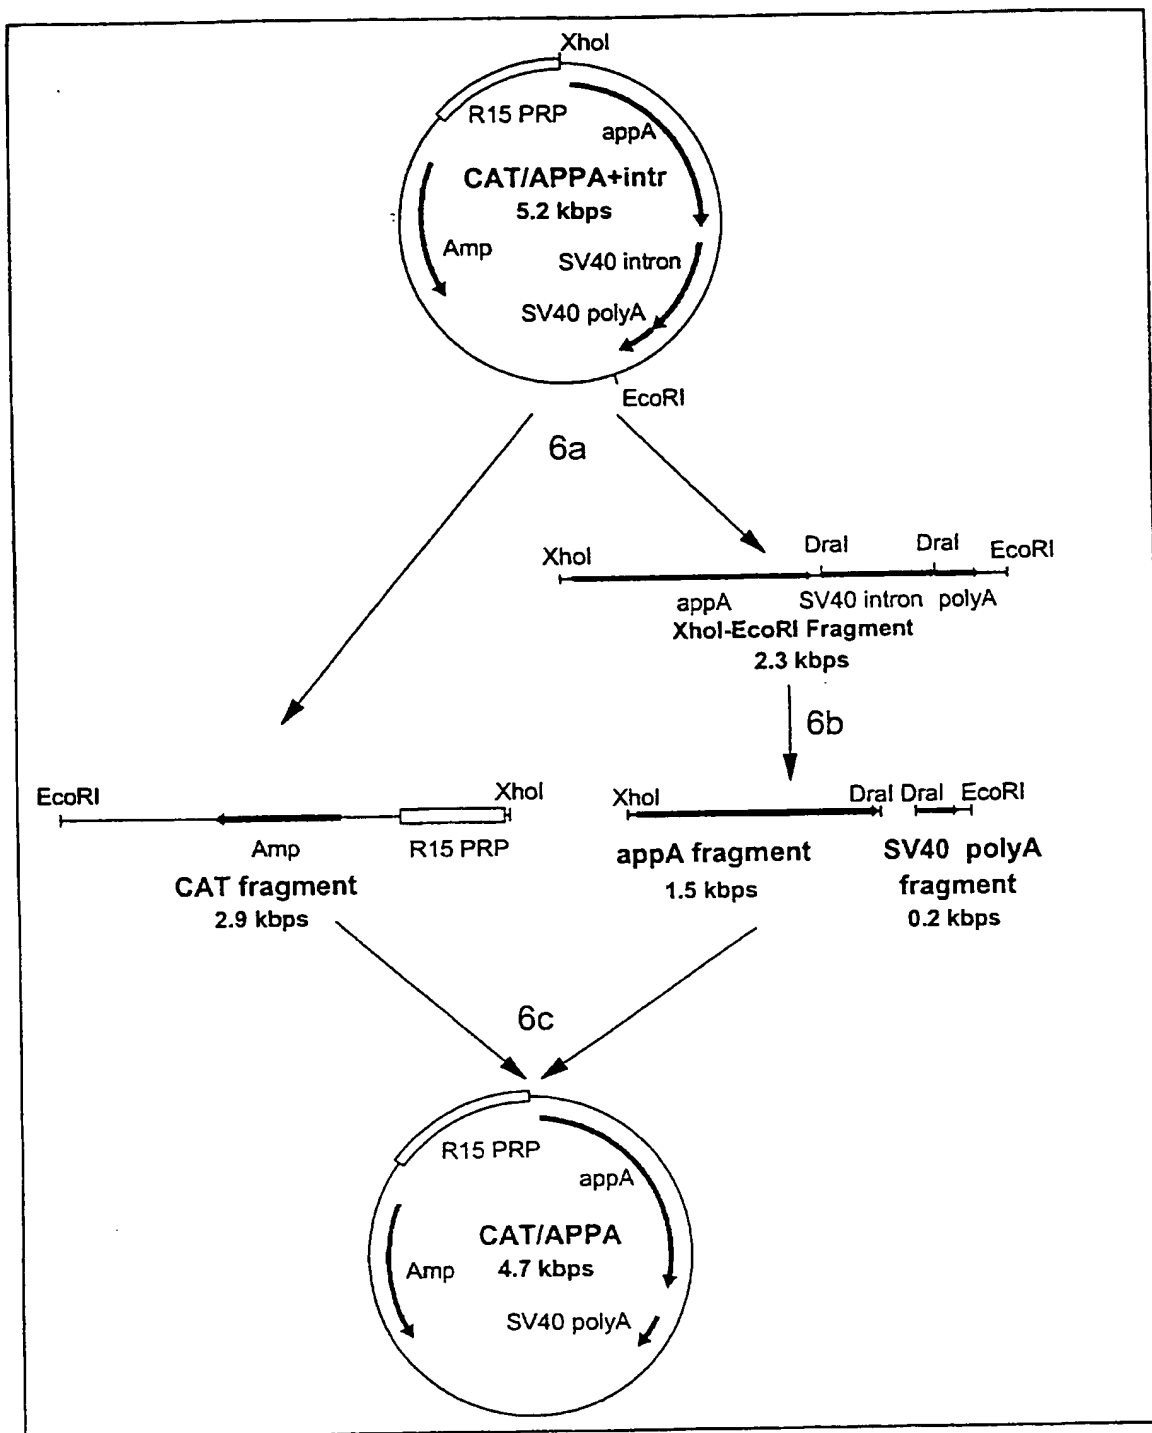 XhoI
R15 PRP
appA
CAT/APPA+intr
5.2 kbps
Amp
SV40 intron
SV40 polyA
EcoRI
6a
XhoI
DraI
DraI
EcoRI
appA
SV40 intron
polyA
XhoI-EcoRI Fragment
2.3 kbps
6b
EcoRI
XhoI
Amp
R15 PRP
CAT fragment
2.9 kbps
XhoI
DraI
DraI
EcoRI
appA fragment
1.5 kbps
SV40 polyA
fragment
0.2 kbps
6c
R15 PRP
appA
CAT/APPA
4.7 kbps
Amp
SV40 polyA